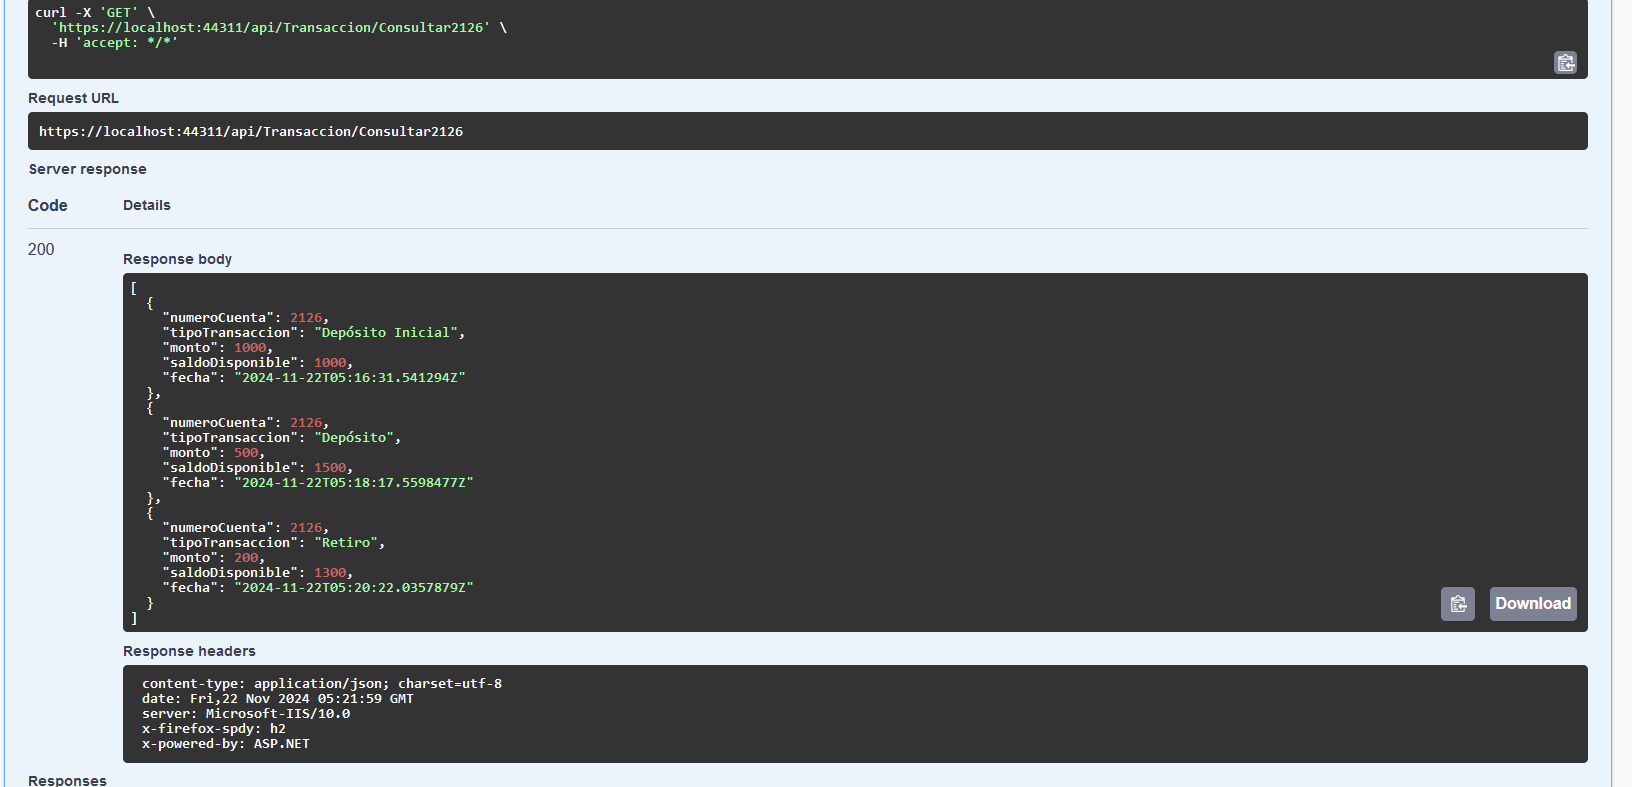 curl -X 'GET' \
  'https://localhost:44311/api/Transaccion/Consultar2126' \
  -H 'accept: */*'
Request URL
https://localhost:44311/api/Transaccion/Consultar2126
Server response
Code Details
200
Response body
[
  {
    "numeroCuenta": 2126,
    "tipoTransaccion": "Depósito Inicial",
    "monto": 1000,
    "saldoDisponible": 1000,
    "fecha": "2024-11-22T05:16:31.541294Z"
  },
  {
    "numeroCuenta": 2126,
    "tipoTransaccion": "Depósito",
    "monto": 500,
    "saldoDisponible": 1500,
    "fecha": "2024-11-22T05:18:17.5598477Z"
  },
  {
    "numeroCuenta": 2126,
    "tipoTransaccion": "Retiro",
    "monto": 200,
    "saldoDisponible": 1300,
    "fecha": "2024-11-22T05:20:22.0357879Z"
  }
]
Download
Response headers
content-type: application/json; charset=utf-8
date: Fri,22 Nov 2024 05:21:59 GMT
server: Microsoft-IIS/10.0
x-firefox-spdy: h2
x-powered-by: ASP.NET
Responses